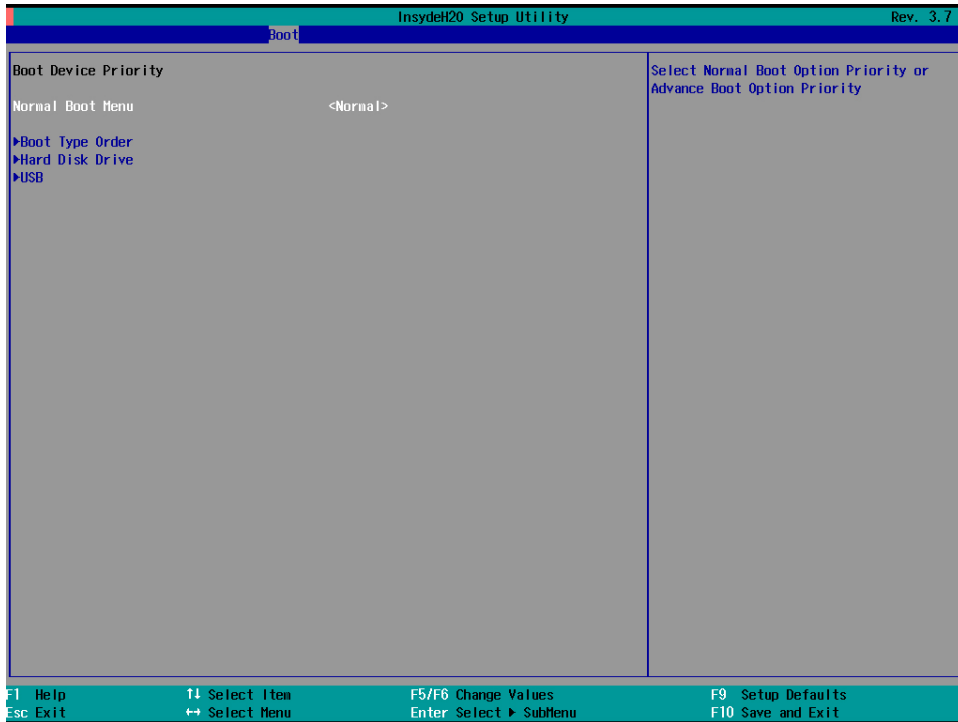 InsydeH20 Setup Utility Rev. 3.7
Boot
Boot Device Priority
Normal Boot Menu <Normal>
▶Boot Type Order
▶Hard Disk Drive
▶USB
Select Normal Boot Option Priority or
Advance Boot Option Priority
F1 Help ↑↓ Select Item F5/F6 Change Values F9 Setup Defaults
Esc Exit ↔ Select Menu Enter Select ▶ SubMenu F10 Save and Exit